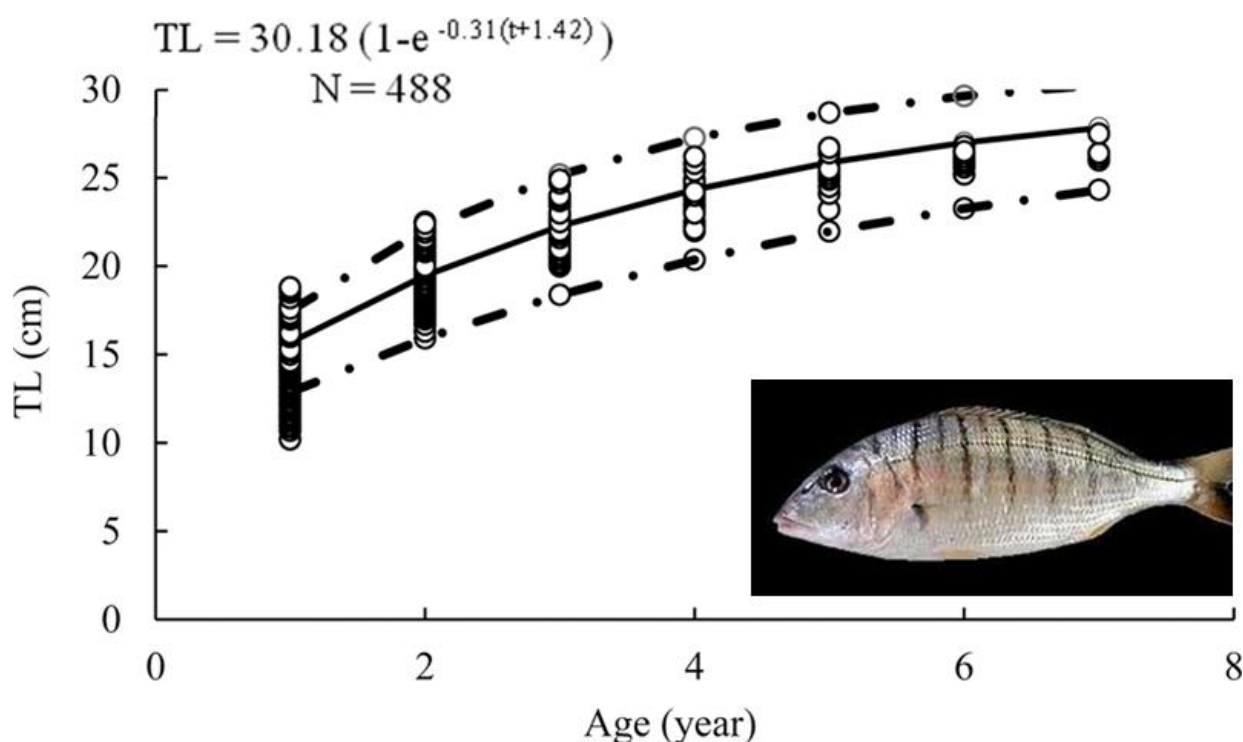 TL = 30.18 (1-e^-0.31(t+1.42))
N = 488
30
25
20
15
10
5
0
TL (cm)
0 2 4 6 8
Age (year)